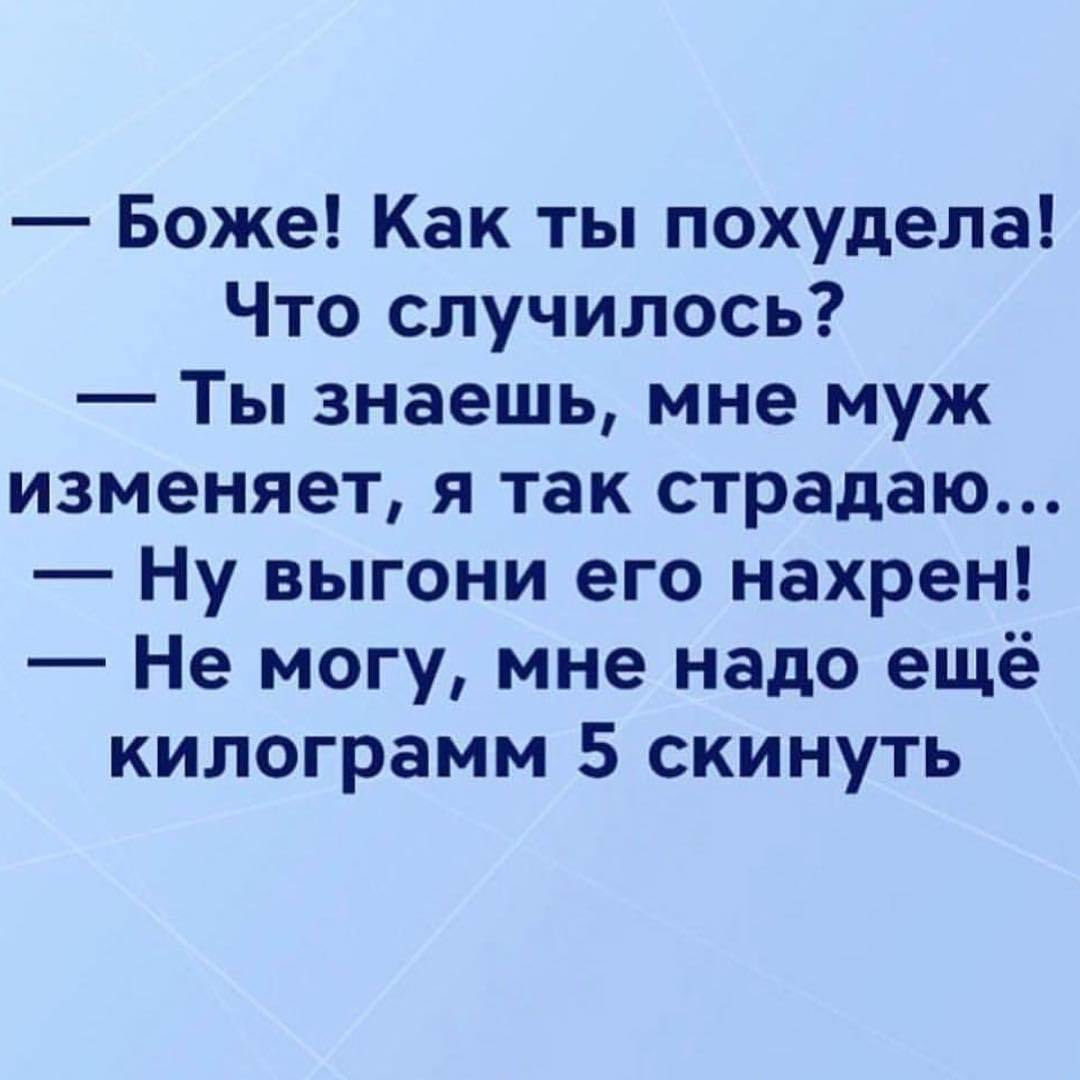 — Боже! Как ты похудела!
Что случилось?
— Ты знаешь, мне муж
изменяет, я так страдаю...
— Ну выгони его нахрен!
— Не могу, мне надо ещё
килограмм 5 скинуть